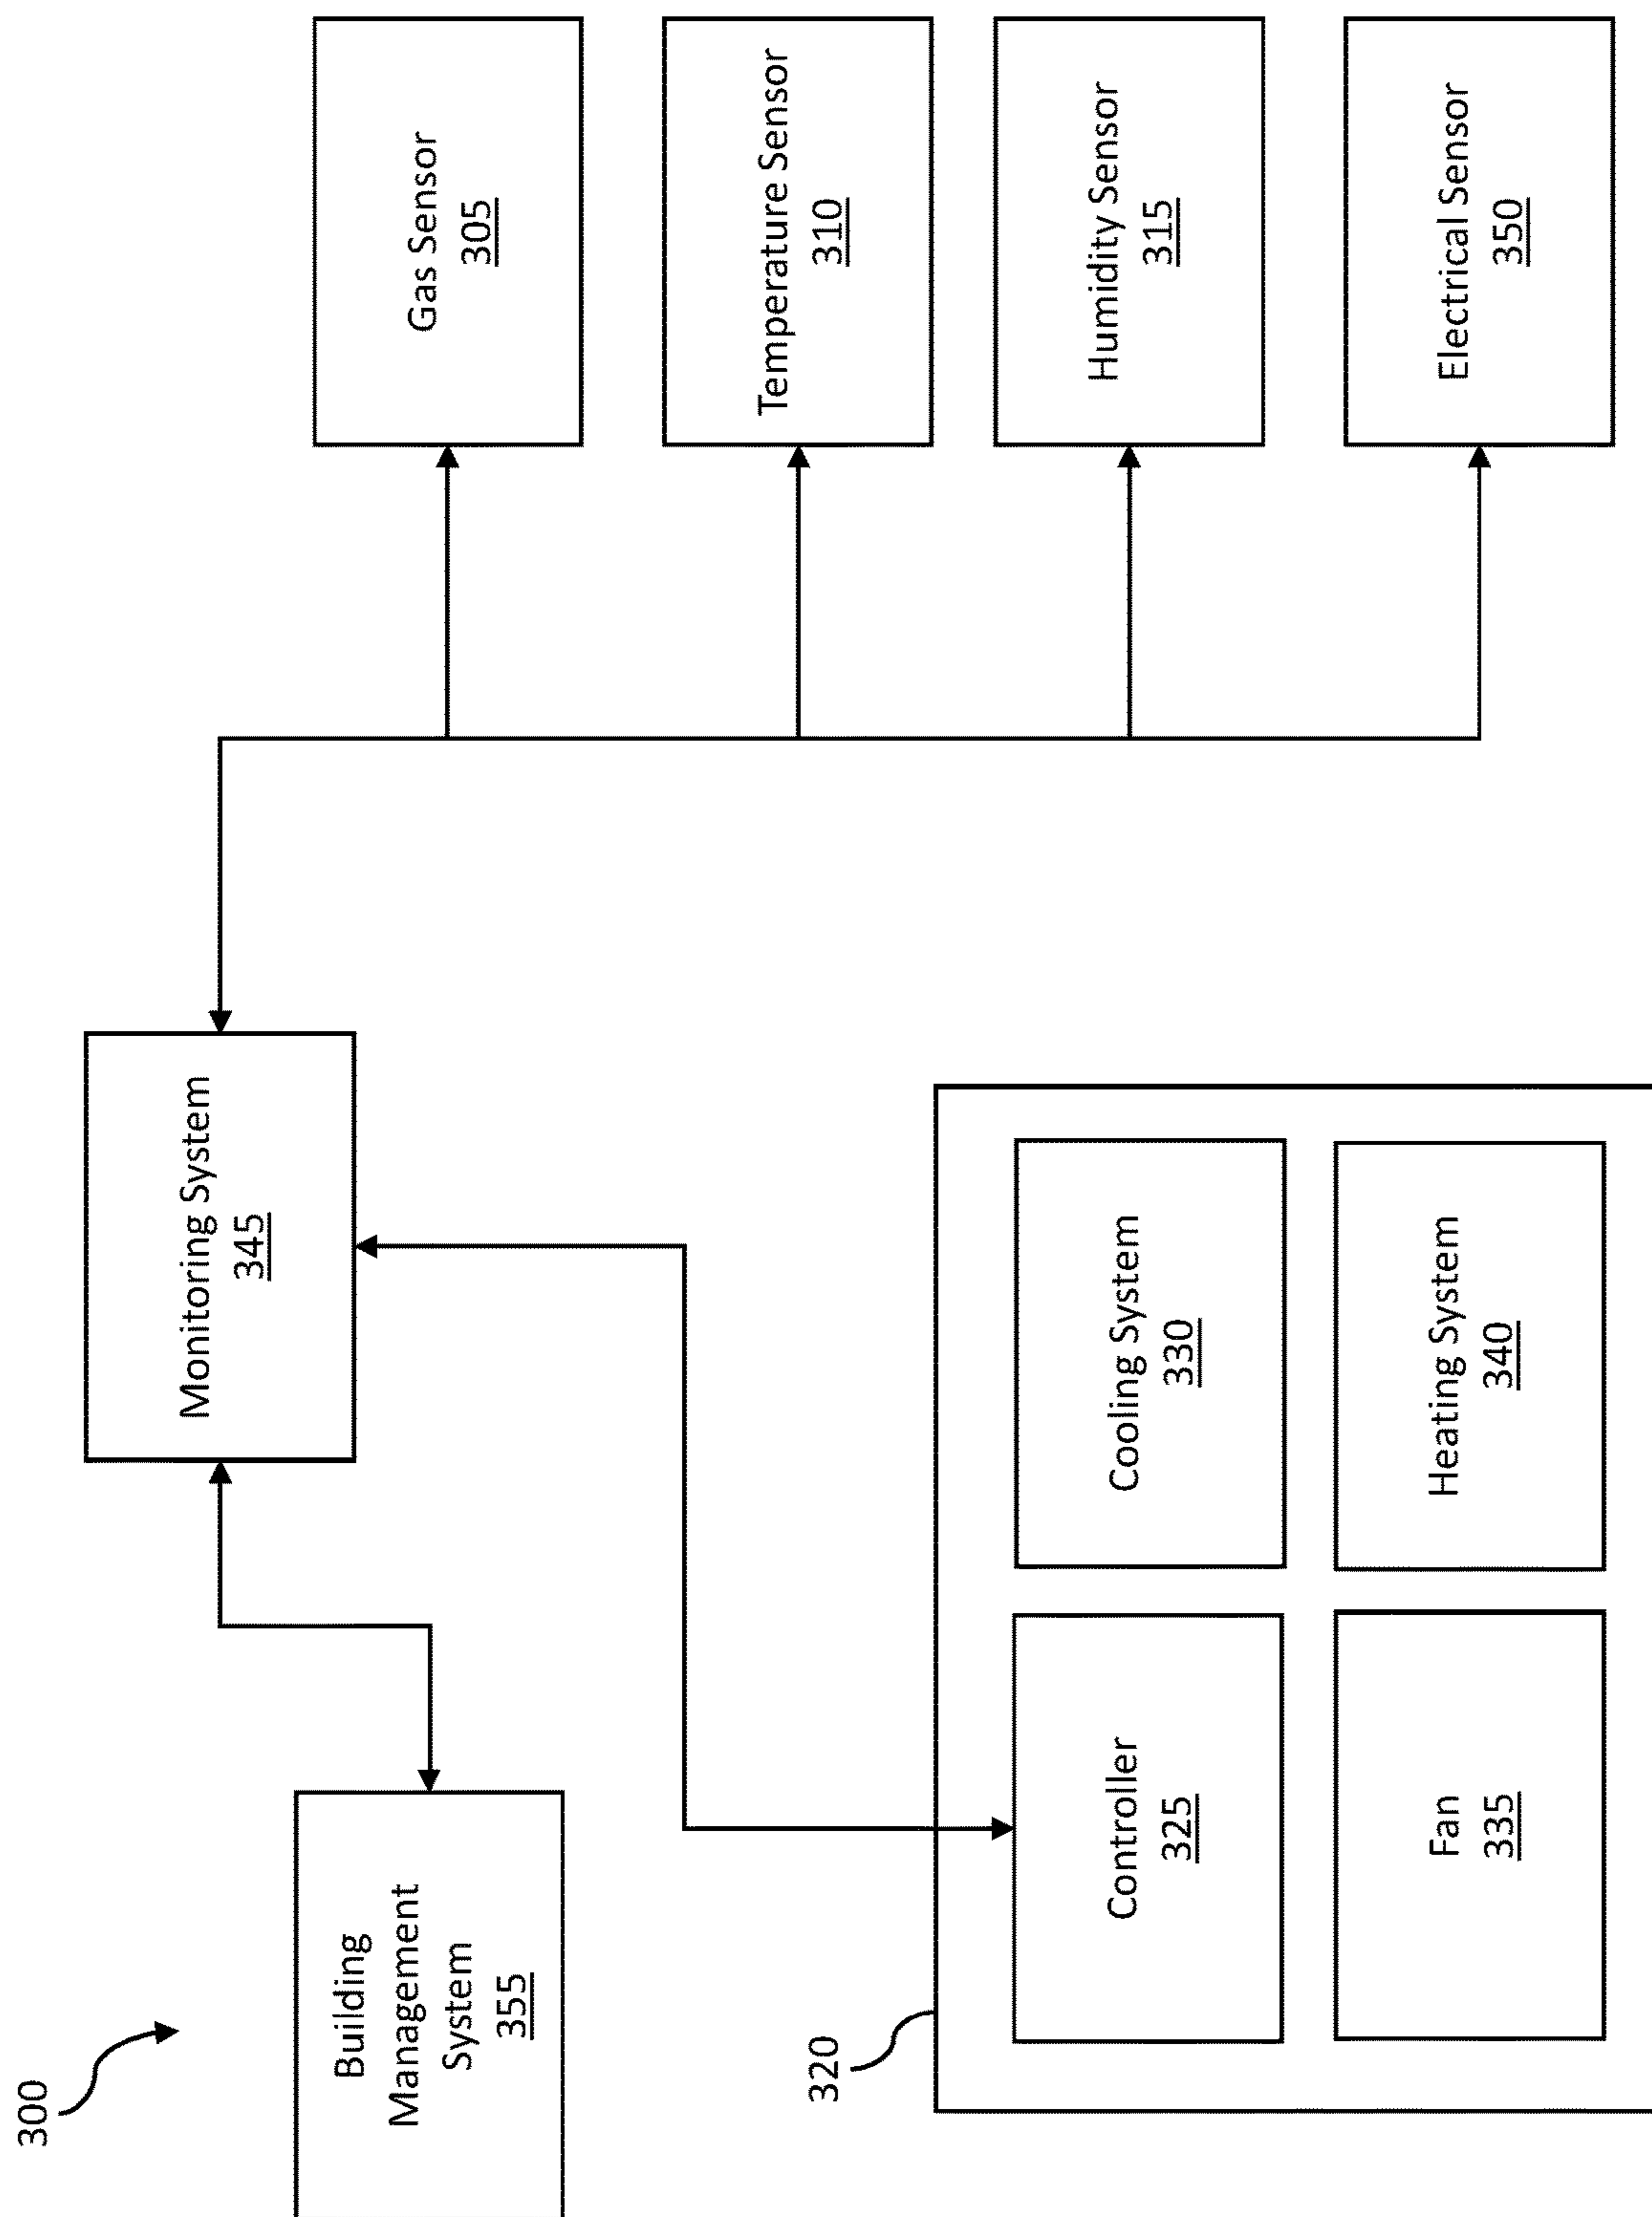 300
Building
Management
System
355
Monitoring System
345
Gas Sensor
305
Temperature Sensor
310
Humidity Sensor
315
Electrical Sensor
350
320
Controller
325
Cooling System
330
Fan
335
Heating System
340